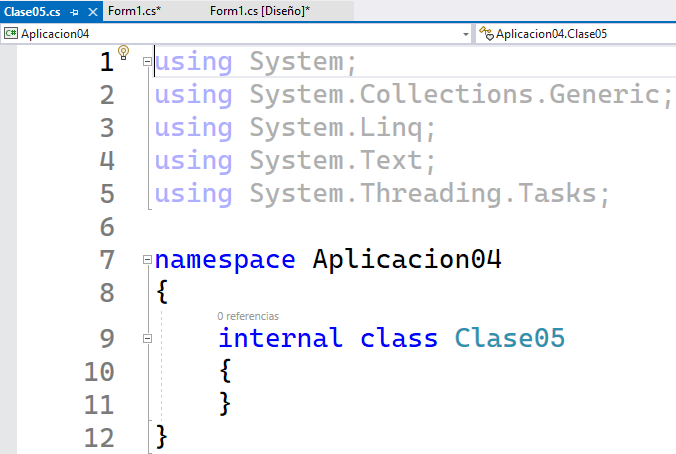 Clase05.cs Form1.cs* Form1.cs [Diseño]*
C# Aplicacion04 Aplicacion04.Clase05
1 using System;
2 using System.Collections.Generic;
3 using System.Linq;
4 using System.Text;
5 using System.Threading.Tasks;
6
7 namespace Aplicacion04
8 {
0 referencias
9 internal class Clase05
10 {
11 }
12 }